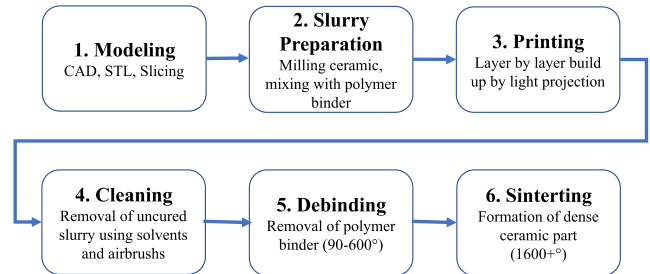 1. Modeling
CAD, STL, Slicing
2. Slurry
Preparation
Milling ceramic,
mixing with polymer
binder
3. Printing
Layer by layer build
up by light projection
4. Cleaning
Removal of uncured
slurry using solvents
and airbrushs
5. Debinding
Removal of polymer
binder (90-600°)
6. Sinterting
Formation of dense
ceramic part
(1600+°)